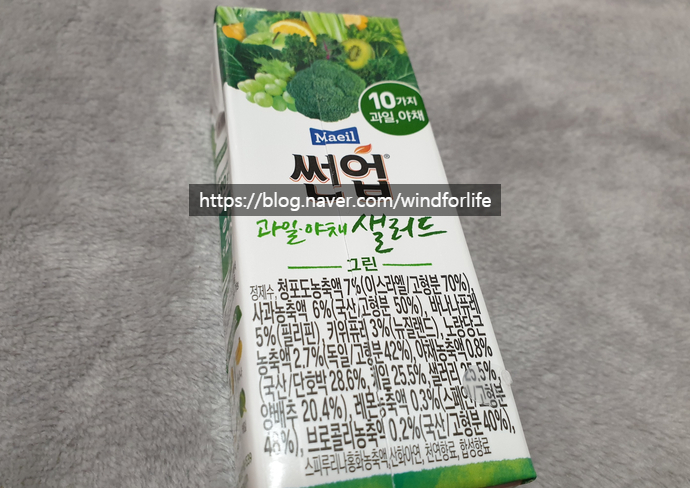 10가지
과일,야채
Maeil
썬업
https://blog.naver.com/windforlife
과일·야채 샐러드
그린
정제수, 청포도농축액 7%(이스라엘/고형분 70%),
사과농축액 6%(국산/고형분 50%), 바나나퓨레
5%(필리핀), 키위퓨레 3%(뉴질랜드), 노랑당근
농축액 2.7%(독일/고형분 42%), 야채농축액 0.8%
(국산/단호박 28.6%, 케일 25.5%, 샐러리 25.5%,
양배추 20.4%), 레몬농축액 0.3%(스페인/고형분
48%), 브로콜리농축액 0.2%(국산/고형분 40%),
스피루리나홍화농축액, 산화아연, 천연향료, 합성향료